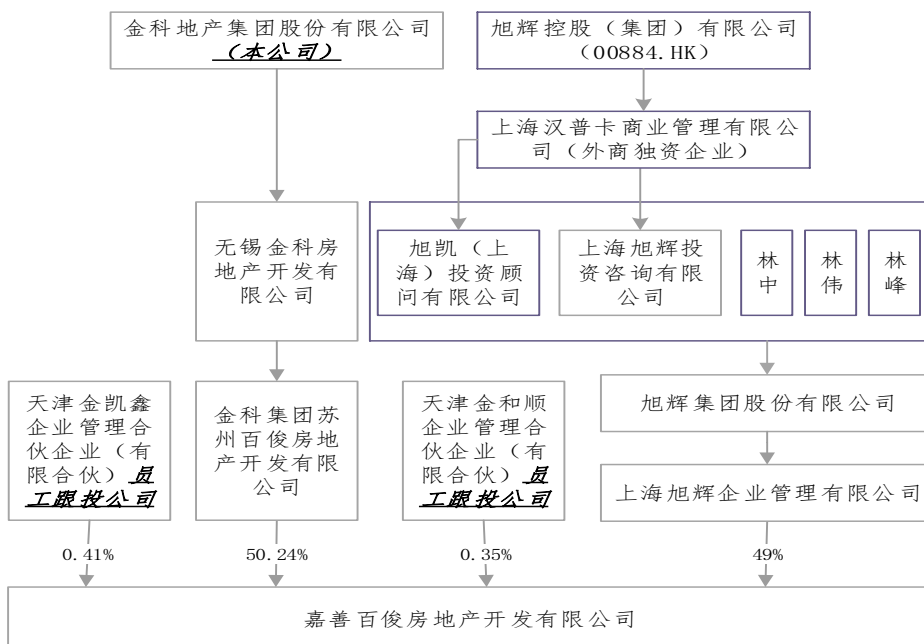 金科地产集团股份有限公司
（本公司）
旭辉控股（集团）有限公司
（00884.HK）
上海汉普卡商业管理有限公
司（外商独资企业）
无锡金科房
地产开发有
限公司
旭凯（上
海）投资顾
问有限公司
上海旭辉投
资咨询有限
公司
林
中
林
伟
林
峰
天津金凯鑫
企业管理合
伙企业（有
限合伙）员
工跟投公司
金科集团苏
州百俊房地
产开发有限
公司
天津金和顺
企业管理合
伙企业（有
限合伙）员
工跟投公司
旭辉集团股份有限公司
上海旭辉企业管理有限公司
0.41%
50.24%
0.35%
49%
嘉善百俊房地产开发有限公司